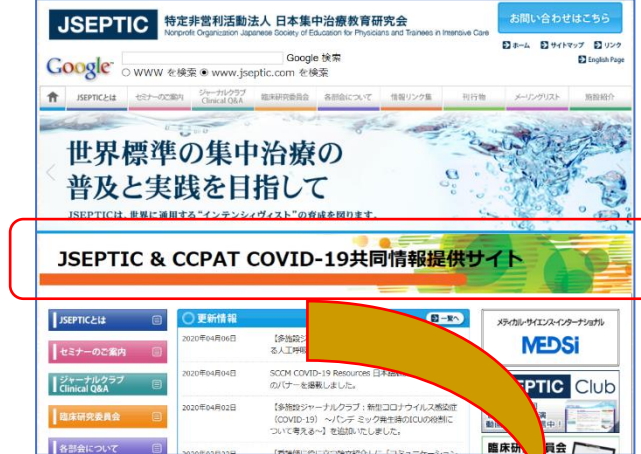 JSEPTIC 特定非営利活動法人 日本集中治療教育研究会
Nonprofit Organization Japanese Society of Education for Physicians and Trainees in Intensive Care
お問い合わせはこちら
ホーム サイトマップ リンク
English Page
Google Google 検索
WWW を検索 www.jseptic.com を検索
JSEPTICとは セミナーのご案内 ジャーナルクラブ Clinical Q&A 臨床研究委員会 各部会について 情報リンク集 刊行物 メーリングリスト 施設紹介
世界標準の集中治療の
普及と実践を目指して
JSEPTICは、世界に通用する“インテンシィヴィスト”の育成を図ります。
JSEPTIC & CCPAT COVID-19共同情報提供サイト
JSEPTICとは
セミナーのご案内
ジャーナルクラブ
Clinical Q&A
臨床研究委員会
各部会について
更新情報 一覧へ
2020年04月06日 【多施設
る人工呼
2020年04月04日 SCCM COVID-19 Resources 日本
のバナーを掲載しました。
2020年04月02日 【多施設ジャーナルクラブ:新型コロナウイルス感染症
(COVID-19) ~パンデミック発生時のICUの役割に
ついて考える~】を追加いたしました。
メディカル・サイエンス・インターナショナル
MEDSi
PTIC Club